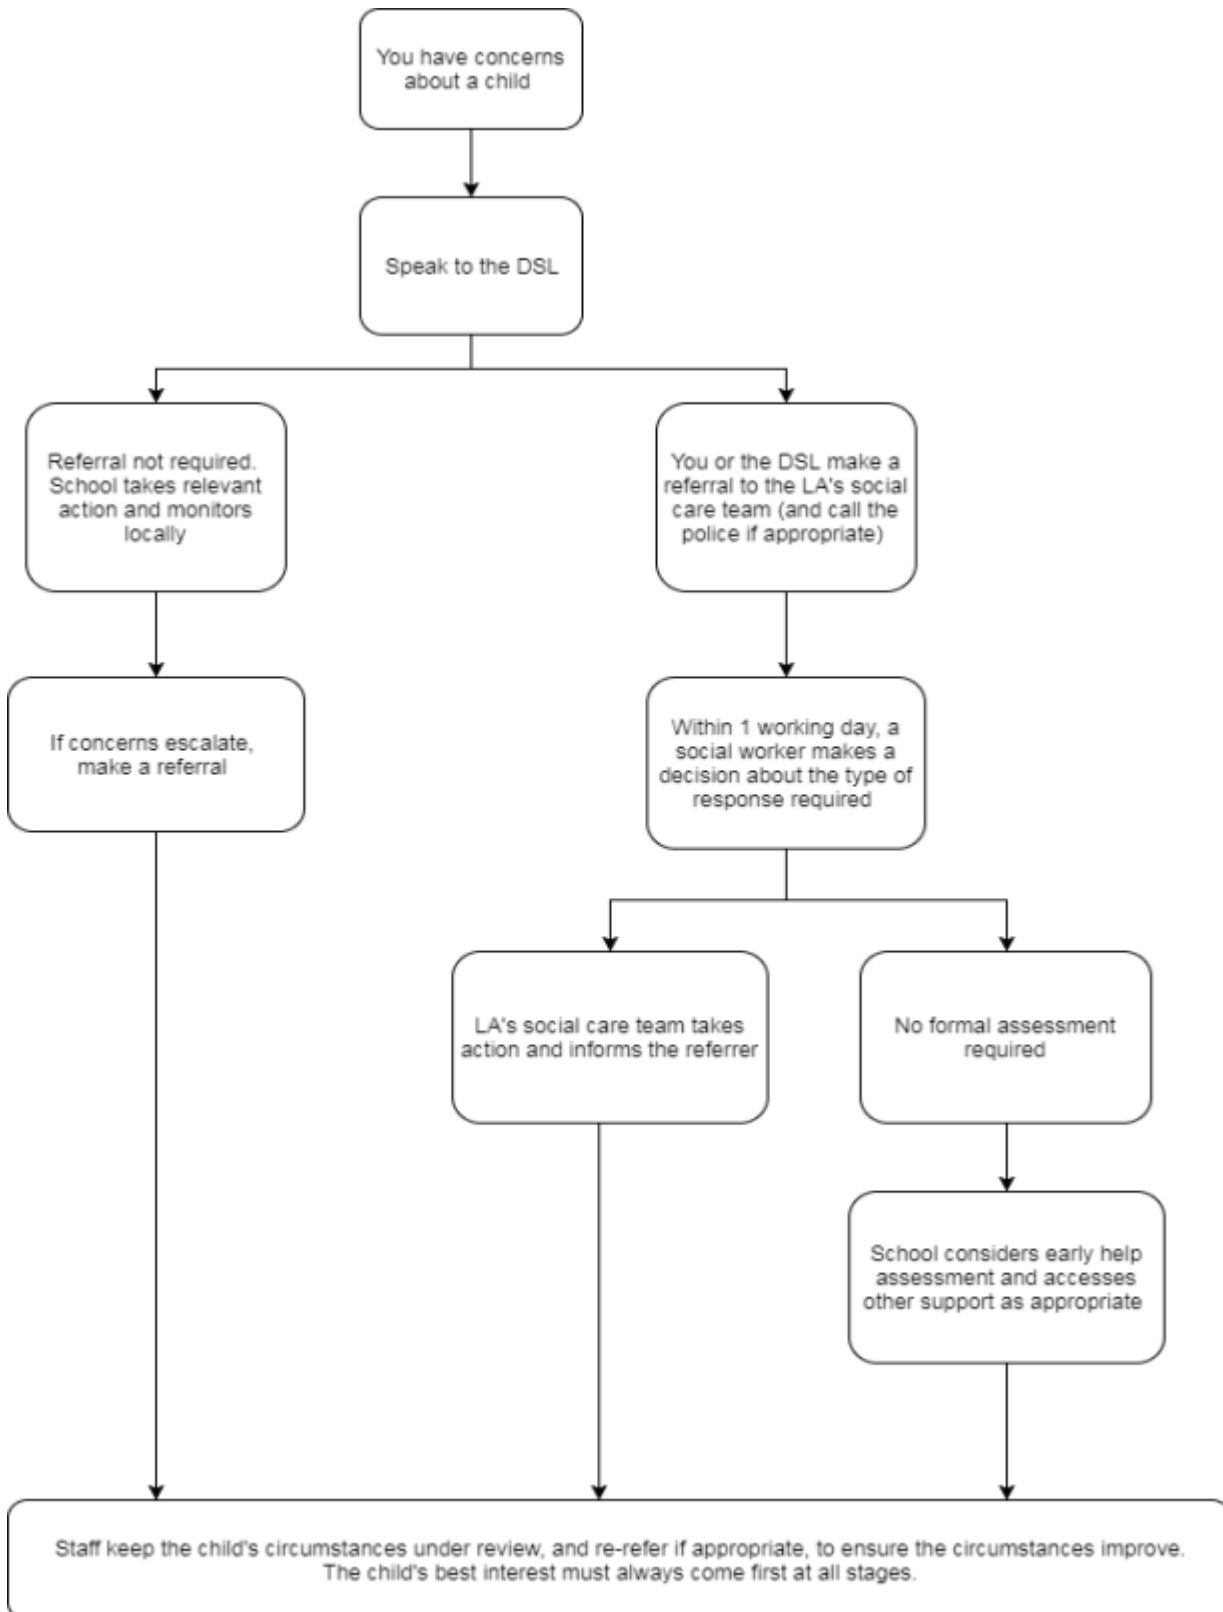 You have concerns
about a child
Speak to the DSL
Referral not required.
School takes relevant
action and monitors
locally
You or the DSL make a
referral to the LA's social
care team (and call the
police if appropriate)
If concerns escalate,
make a referral
Within 1 working day, a
social worker makes a
decision about the type of
response required
LA's social care team takes
action and informs the referrer
No formal assessment
required
School considers early help
assessment and accesses
other support as appropriate
Staff keep the child's circumstances under review, and re-refer if appropriate, to ensure the circumstances improve.
The child's best interest must always come first at all stages.